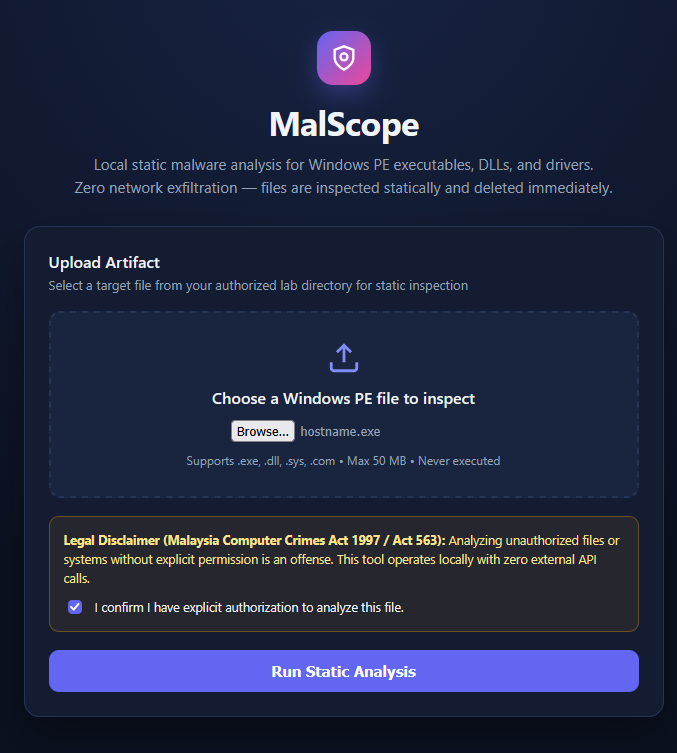 MalScope
Local static malware analysis for Windows PE executables, DLLs, and drivers.
Zero network exfiltration — files are inspected statically and deleted immediately.
Upload Artifact
Select a target file from your authorized lab directory for static inspection
Choose a Windows PE file to inspect
Browse... hostname.exe
Supports .exe, .dll, .sys, .com • Max 50 MB • Never executed
Legal Disclaimer (Malaysia Computer Crimes Act 1997 / Act 563): Analyzing unauthorized files or
systems without explicit permission is an offense. This tool operates locally with zero external API
calls.
I confirm I have explicit authorization to analyze this file.
Run Static Analysis